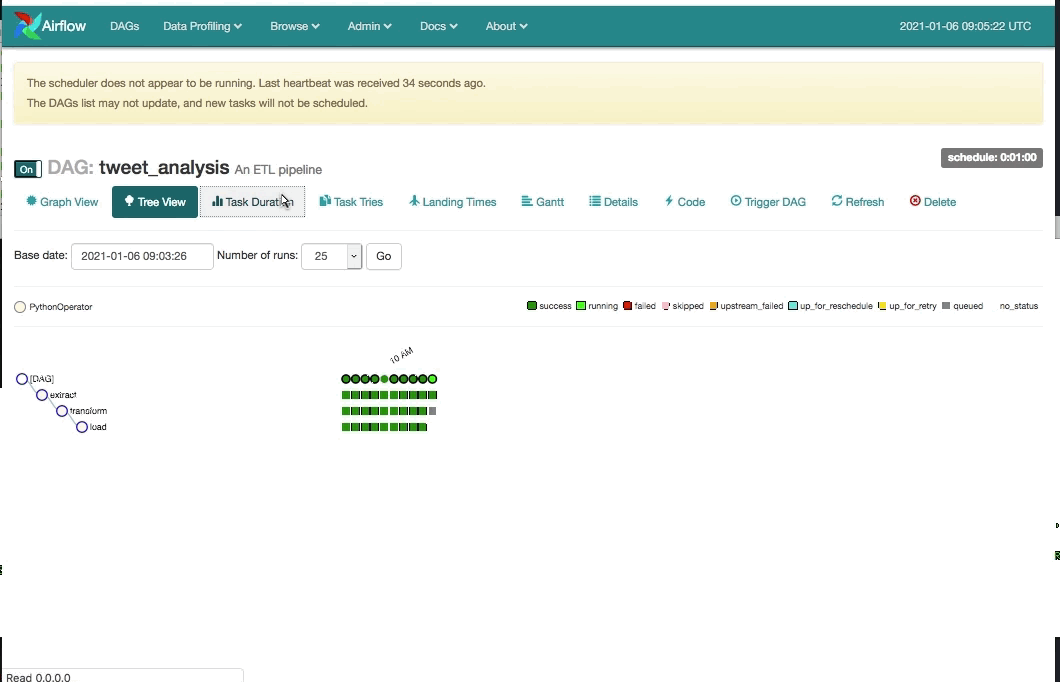 Airflow DAGs Data Profiling Browse Admin Docs About 2021-01-06 09:05:22 UTC
The scheduler does not appear to be running. Last heartbeat was received 34 seconds ago.
The DAGs list may not update, and new tasks will not be scheduled.
On DAG: tweet_analysis An ETL pipeline schedule: 0:01:00
Graph View Tree View Task Duration Task Tries Landing Times Gantt Details Code Trigger DAG Refresh Delete
Base date: 2021-01-06 09:03:26 Number of runs: 25 Go
PythonOperator success running failed skipped upstream_failed up_for_reschedule up_for_retry queued no_status
10 AM
[DAG]
extract
transform
load
Read 0.0.0.0